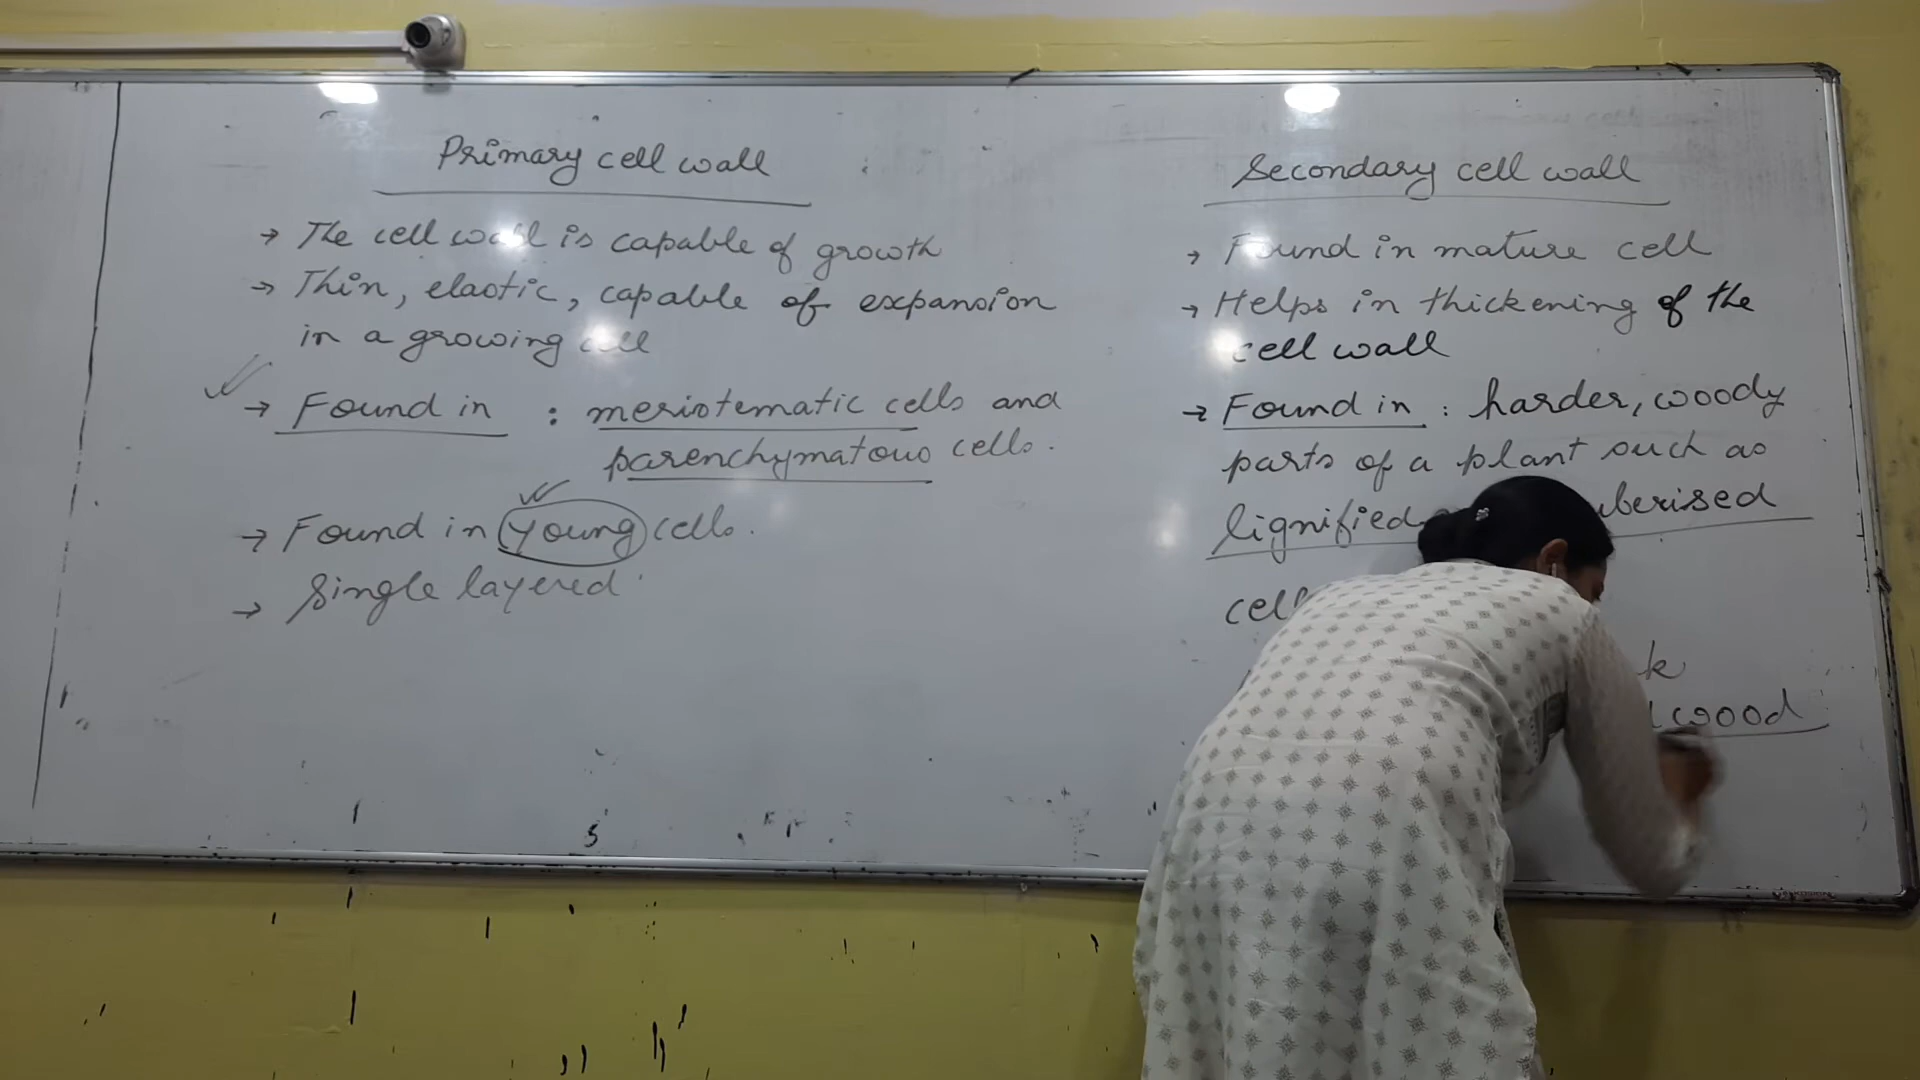 Primary cell wall
→ The cell wall is capable of growth
→ Thin, elastic, capable of expansion
in a growing cell
→ Found in : meristematic cells and
parenchymatous cells.
→ Found in young cells.
→ Single layered
Secondary cell wall
→ Found in mature cell
→ Helps in thickening of the
cell wall
→ Found in : harder, woody
parts of a plant such as
lignified
wood